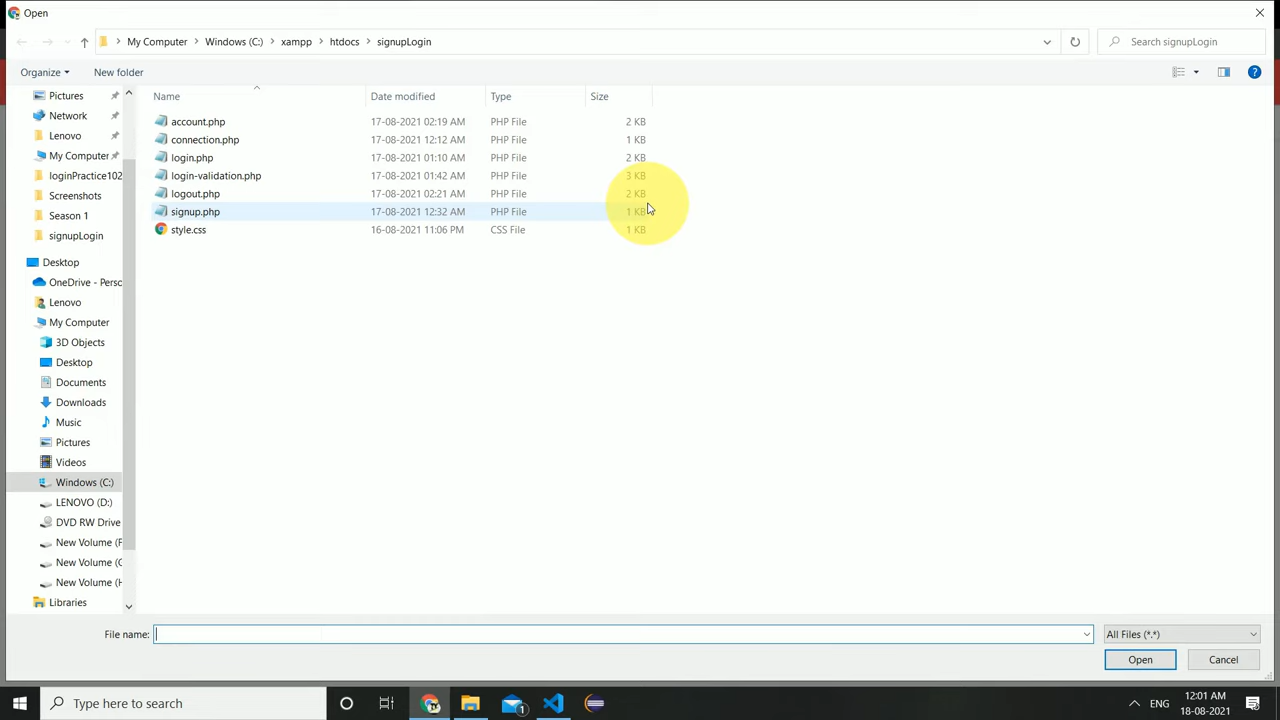 Open
My Computer Windows (C:) xampp htdocs signupLogin
Search signupLogin
Organize New folder
Pictures
Network
Lenovo
My Computer
loginPractice102
Screenshots
Season 1
signupLogin
Desktop
OneDrive - Perso
Lenovo
My Computer
3D Objects
Desktop
Documents
Downloads
Music
Pictures
Videos
Windows (C:)
LENOVO (D:)
DVD RW Drive
New Volume (F
New Volume (G
New Volume (H
Libraries
Name Date modified Type Size
account.php 17-08-2021 02:19 AM PHP File 2 KB
connection.php 17-08-2021 12:12 AM PHP File 1 KB
login.php 17-08-2021 01:10 AM PHP File 2 KB
login-validation.php 17-08-2021 01:42 AM PHP File 3 KB
logout.php 17-08-2021 02:21 AM PHP File 2 KB
signup.php 17-08-2021 12:32 AM PHP File 1 KB
style.css 16-08-2021 11:06 PM CSS File 1 KB
File name:
All Files (*.*)
Open Cancel
Type here to search
1
ENG
12:01 AM
18-08-2021